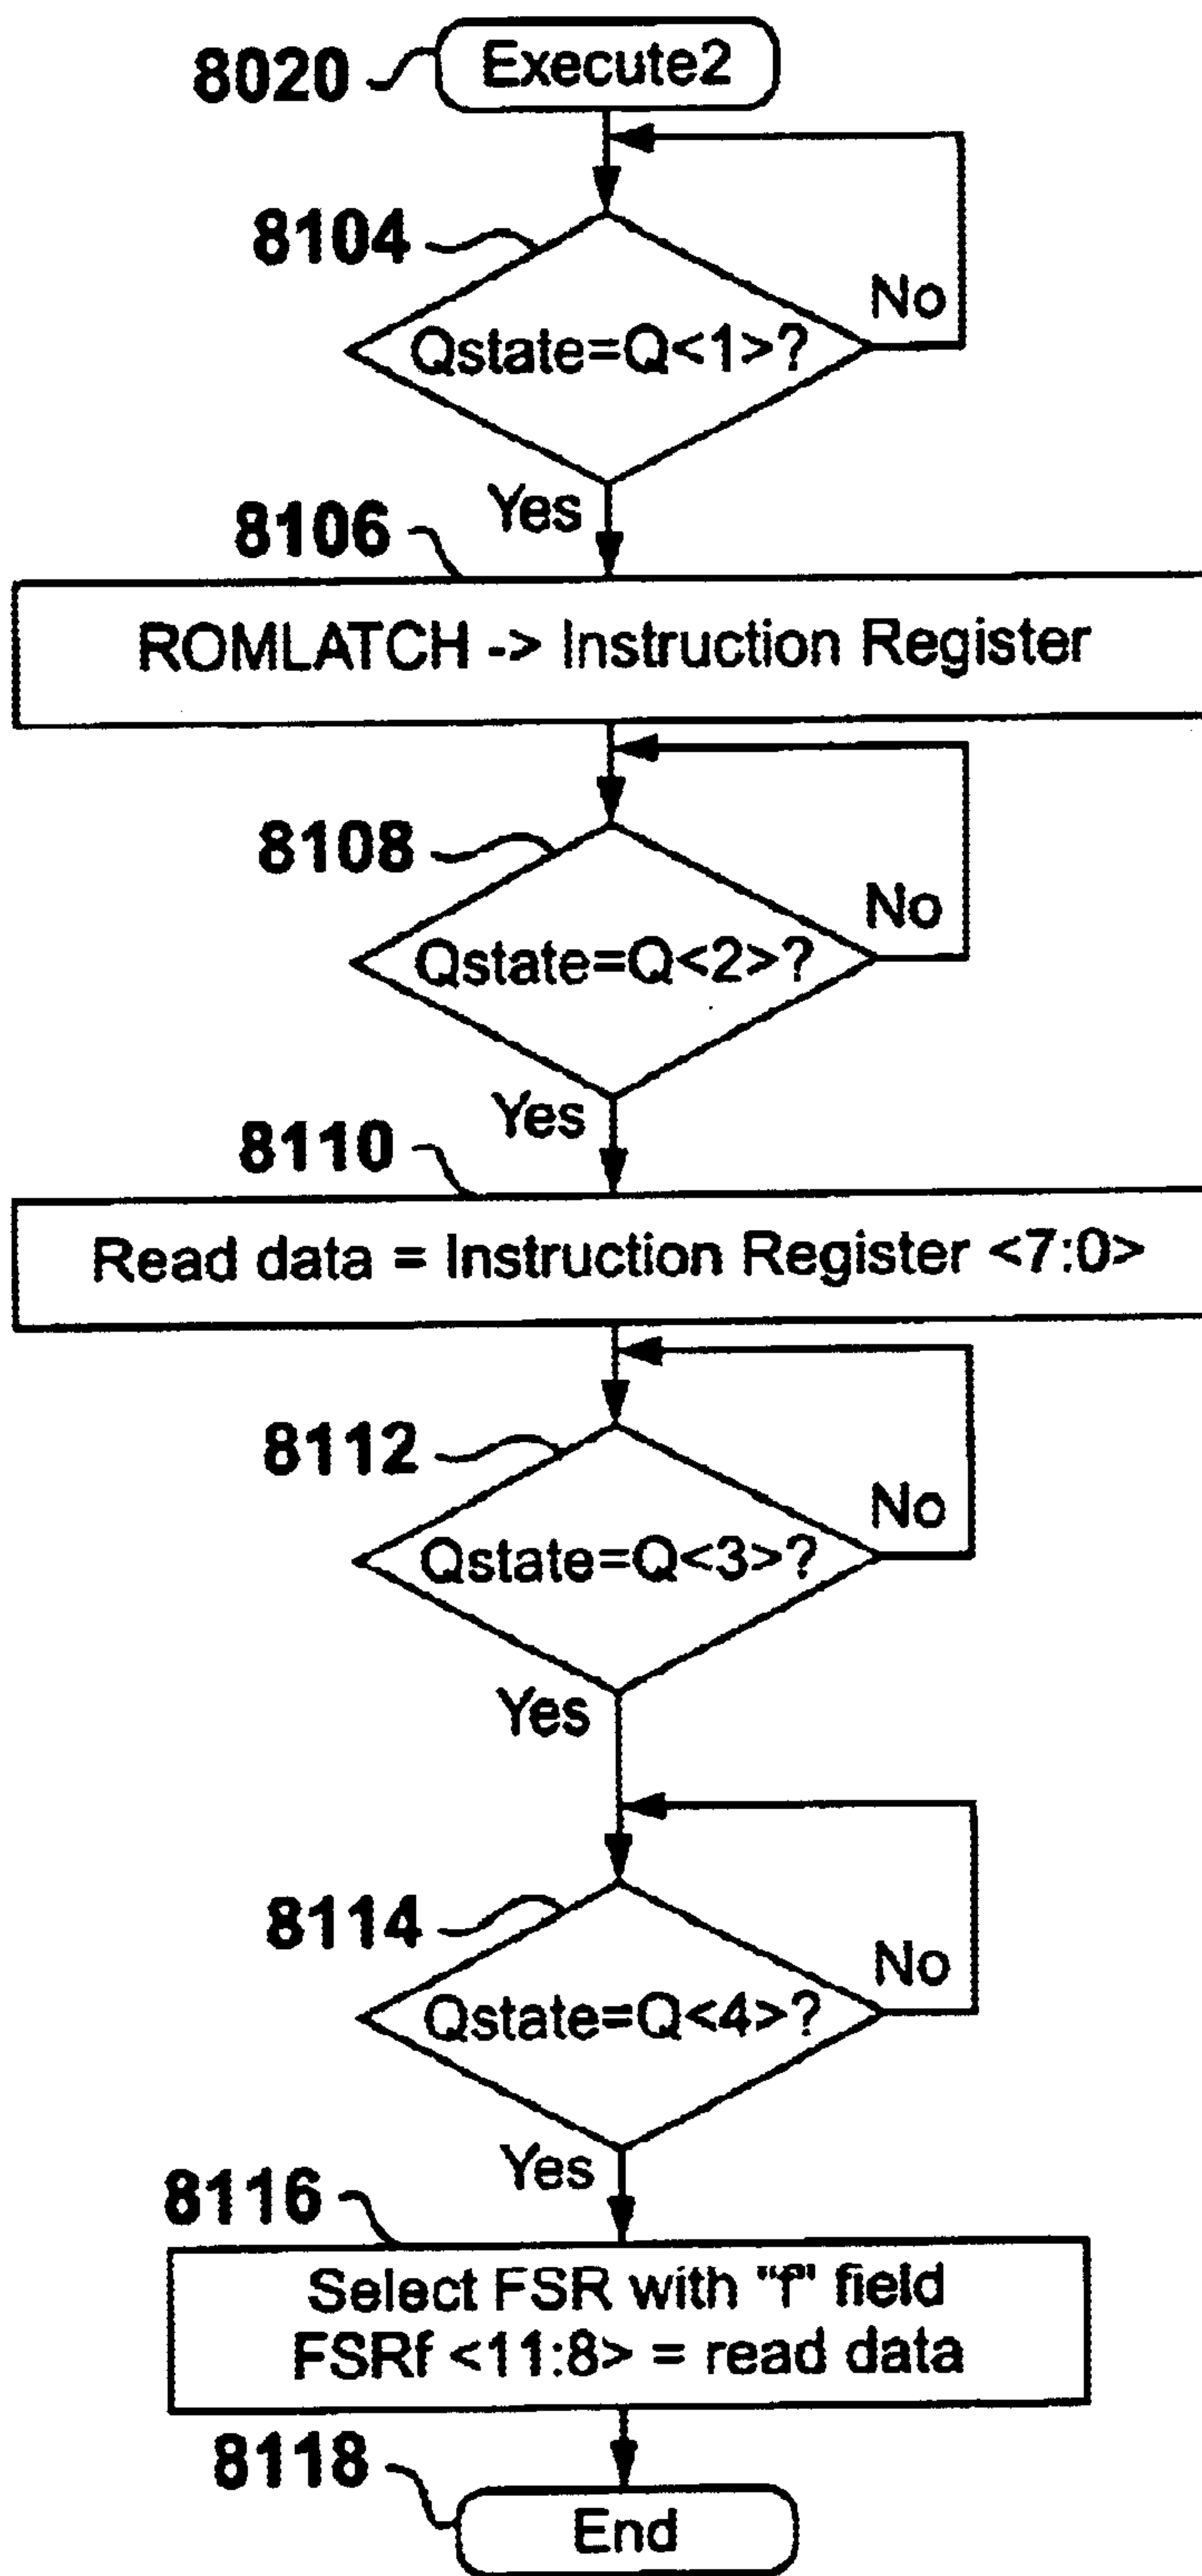 8020 Execute2
8104
No
Qstate=Q<1>?
Yes
8106
ROMLATCH -> Instruction Register
8108
No
Qstate=Q<2>?
Yes
8110
Read data = Instruction Register <7:0>
8112
No
Qstate=Q<3>?
Yes
8114
No
Qstate=Q<4>?
Yes
8116
Select FSR with "f" field
FSRf <11:8> = read data
8118
End